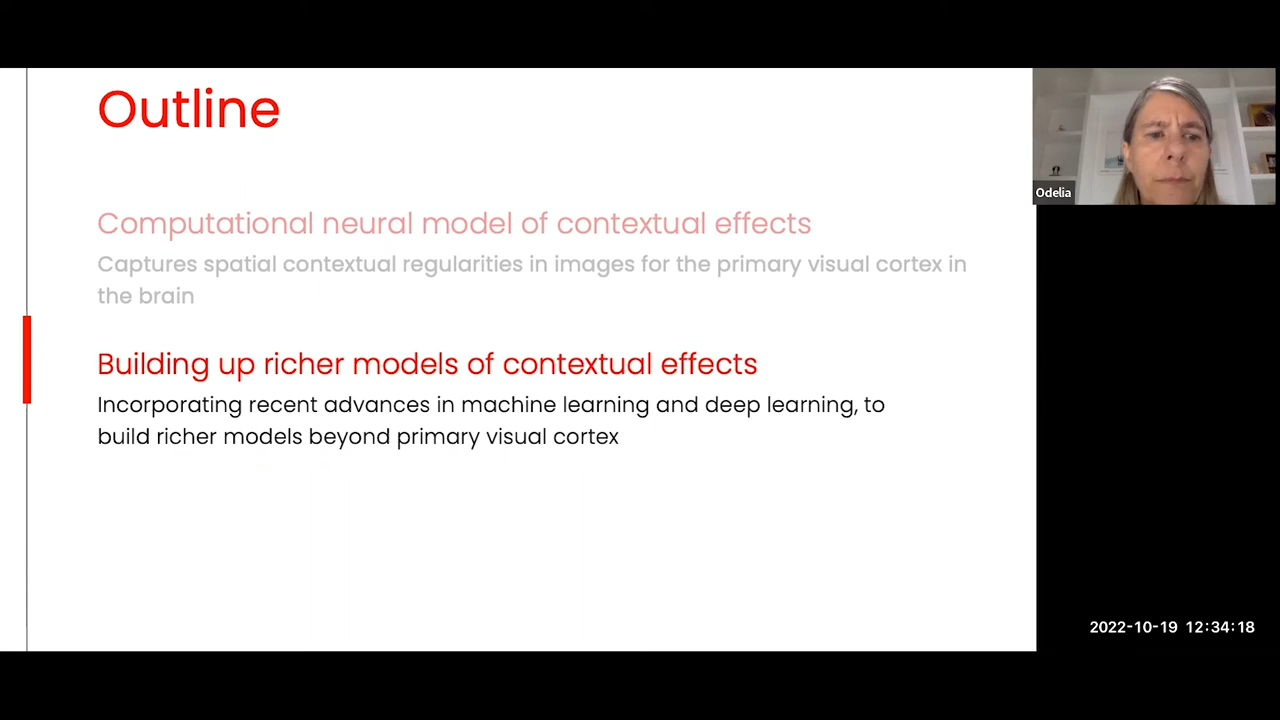 Outline
Computational neural model of contextual effects
Captures spatial contextual regularities in images for the primary visual cortex in
the brain
Building up richer models of contextual effects
Incorporating recent advances in machine learning and deep learning, to
build richer models beyond primary visual cortex
Odelia
2022-10-19 12:34:18